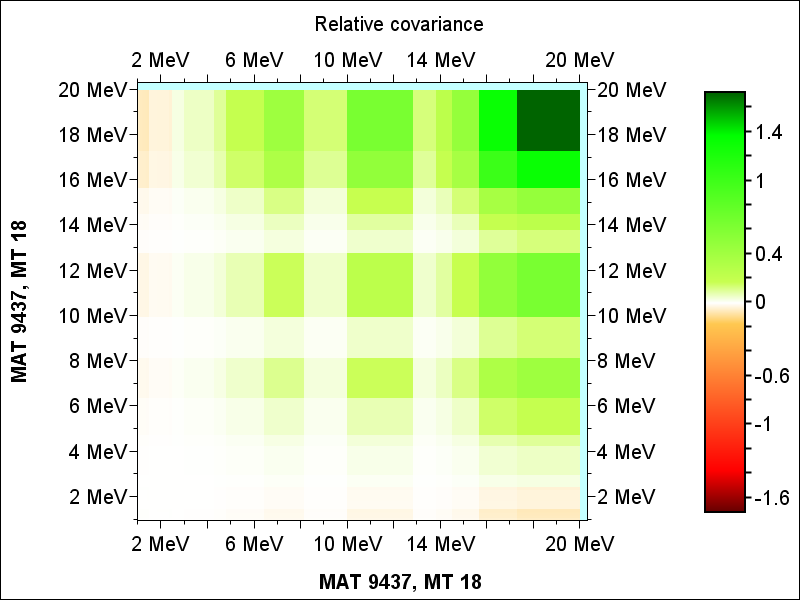 Relative covariance
2 MeV 6 MeV 10 MeV 14 MeV 20 MeV
20 MeV 20 MeV
18 MeV 18 MeV
16 MeV 16 MeV
14 MeV 14 MeV
12 MeV 12 MeV
10 MeV 10 MeV
8 MeV 8 MeV
6 MeV 6 MeV
4 MeV 4 MeV
2 MeV 2 MeV
2 MeV 6 MeV 10 MeV 14 MeV 20 MeV
MAT 9437, MT 18
MAT 9437, MT 18
1.4
1
0.4
0
-0.6
-1
-1.6